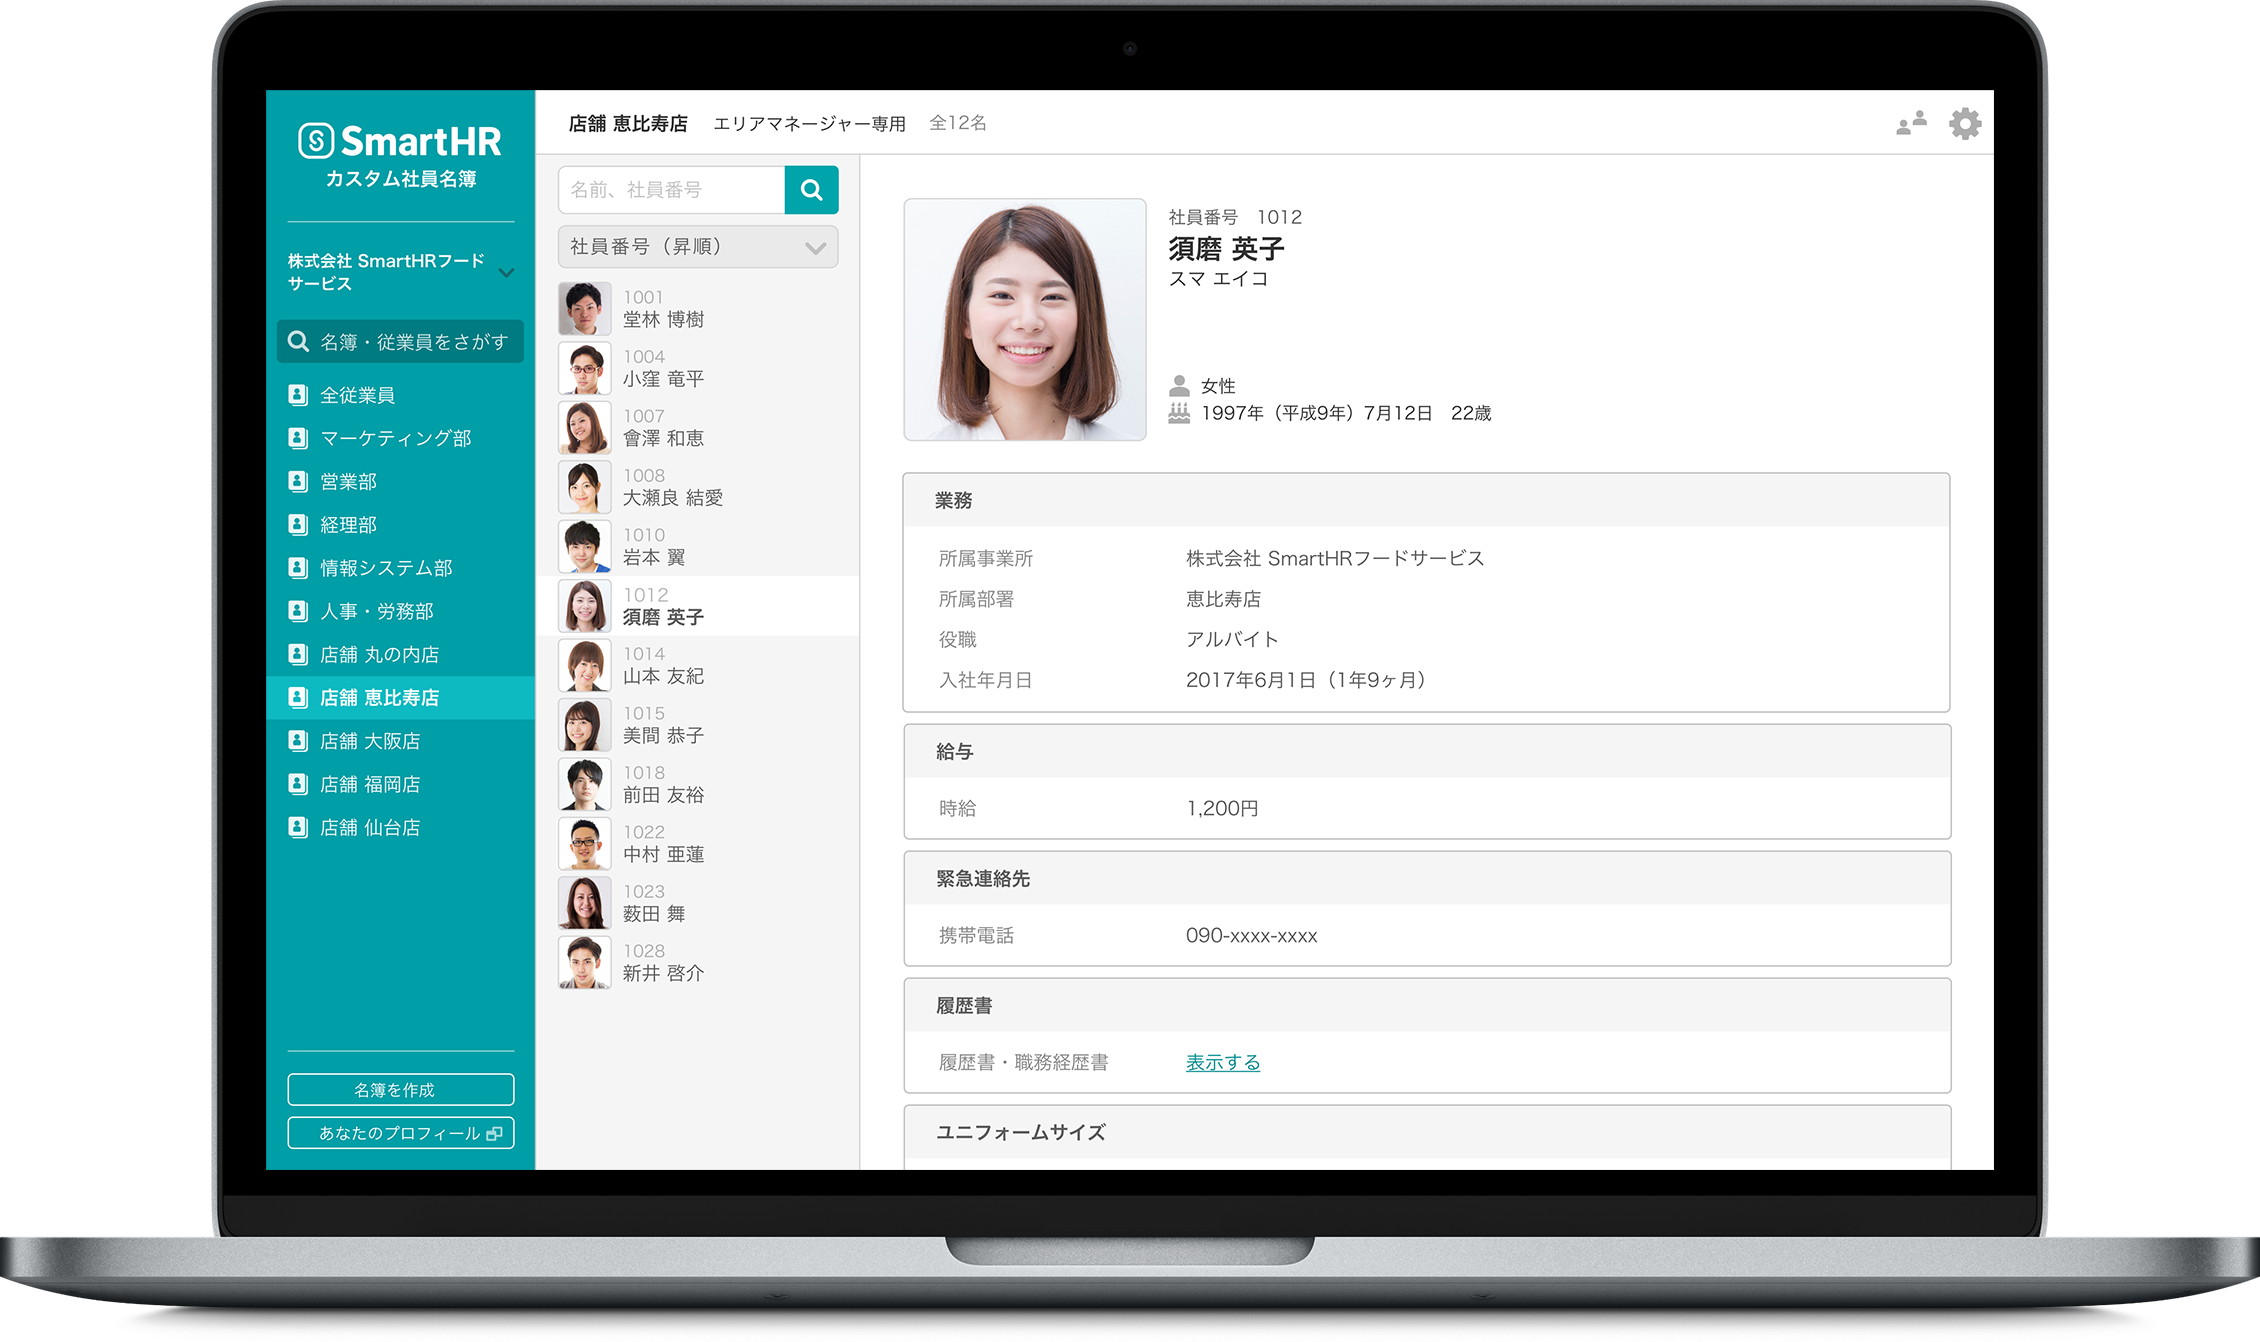 SmartHR
カスタム社員名簿
株式会社 SmartHRフード
サービス
名簿・従業員をさがす
全従業員
マーケティング部
営業部
経理部
情報システム部
人事・労務部
店舗 丸の内店
店舗 恵比寿店
店舗 大阪店
店舗 福岡店
店舗 仙台店
名簿を作成
あなたのプロフィール
店舗 恵比寿店 エリアマネージャー専用 全12名
名前、社員番号
社員番号（昇順）
1001
堂林 博樹
1004
小窪 竜平
1007
會澤 和恵
1008
大瀬良 結愛
1010
岩本 翼
1012
須磨 英子
1014
山本 友紀
1015
美間 恭子
1018
前田 友裕
1022
中村 亜蓮
1023
薮田 舞
1028
新井 啓介
社員番号 1012
須磨 英子
スマ エイコ
女性
1997年（平成9年）7月12日 22歳
業務
所属事業所 株式会社 SmartHRフードサービス
所属部署 恵比寿店
役職 アルバイト
入社年月日 2017年6月1日（1年9ヶ月）
給与
時給 1,200円
緊急連絡先
携帯電話 090-xxxx-xxxx
履歴書
履歴書・職務経歴書 表示する
ユニフォームサイズ